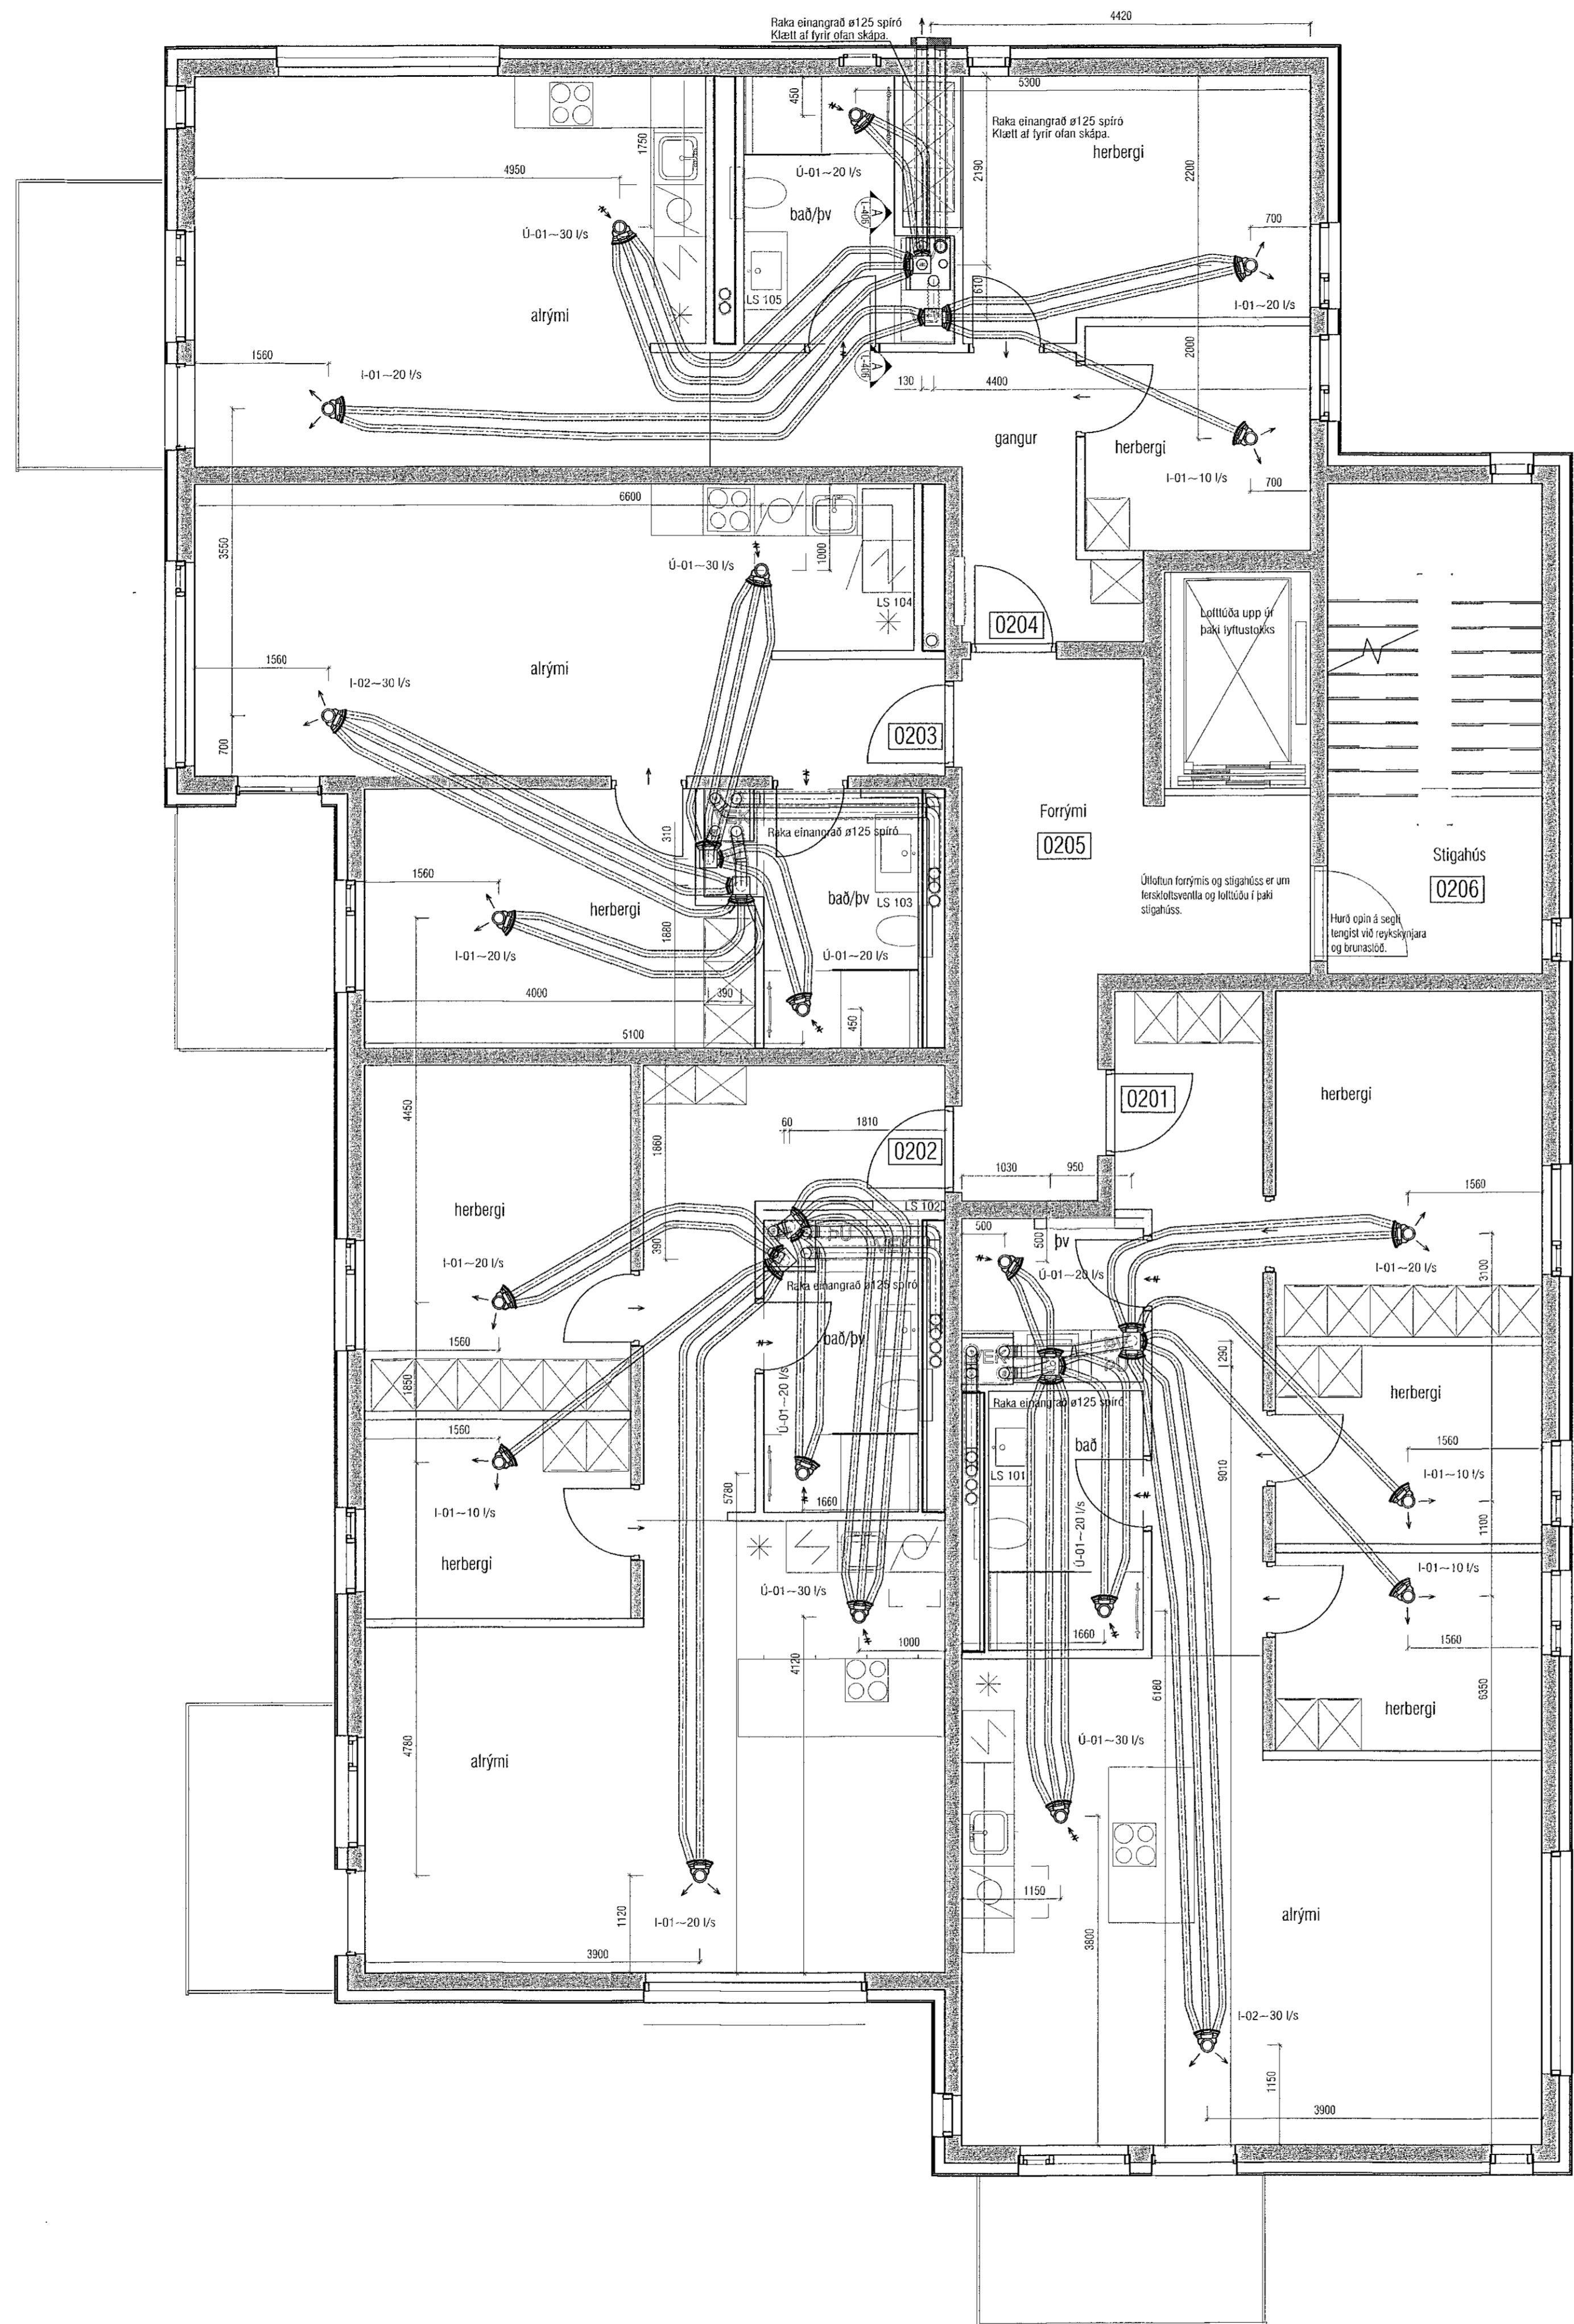 Raka einangrað ø125 spíró
Klætt af fyrir ofan skápa.
4420
5300
450
Raka einangrað ø125 spíró
Klætt af fyrir ofan skápa.
herbergi
1750
2190
2200
4950
Ú-01~20 l/s
bað/þv
A
L-406
700
Ú-01~30 l/s
LS 105
610
I-01~20 l/s
alrými
2000
1560
I-01~20 l/s
A
L-406
130
4400
gangur
herbergi
I-01~10 l/s
700
6600
3550
Ú-01~30 l/s
1000
LS 104
0204
Lofttúða upp úr
þaki lyftustokks
1560
alrými
I-02~30 l/s
0203
700
Forrými
0205
310
Raka einangrað ø125 spíró
Stigahús
0206
1560
herbergi
bað/þv
LS 103
Útloftun forrýmis og stigahúss er um
ferskloftsventla og lofttúðu í þaki
stigahúss.
Hurð opin á segli
tengist við reykskynjara
og brunastöð.
1880
I-01~20 l/s
Ú-01~20 l/s
4000
390
450
5100
herbergi
0201
4450
60
1810
1860
0202
1030
950
1560
herbergi
LS 102
500
500
þv
390
I-01~20 l/s
Ú-01~20 l/s
I-01~20 l/s
3100
Raka einangrað ø125 spíró
bað/þv
1560
1290
1850
herbergi
Raka einangrað ø125 spíró
Ú-01~20 l/s
1560
bað
1560
LS 101
I-01~10 l/s
9010
5780
1660
I-01~10 l/s
1100
Ú-01~20 l/s
herbergi
I-01~10 l/s
Ú-01~30 l/s
1660
1560
1000
4120
6180
6350
herbergi
4780
Ú-01~30 l/s
alrými
1150
alrými
1120
I-01~20 l/s
3800
3900
I-02~30 l/s
1150
3900